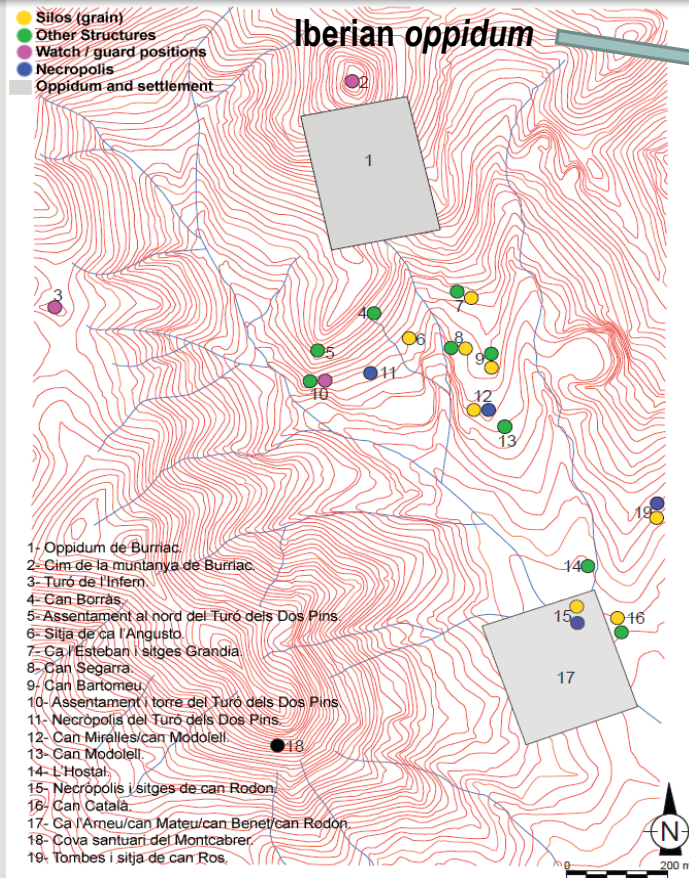 Silos (grain)
Other Structures
Watch / guard positions
Necropolis
Oppidum and settlement
Iberian oppidum
2
1
3
7
4
6
8
5
9
11
10
12
13
19
14
15
16
17
18
1- Oppidum de Burriac.
2- Cim de la muntanya de Burriac.
3- Turó de l'Infern.
4- Can Borràs.
5- Assentament al nord del Turó dels Dos Pins.
6- Sitja de ca l'Angusto.
7- Ca l'Esteban i sitges Grandia.
8- Can Segarra.
9- Can Bartomeu.
10- Assentament i torre del Turó dels Dos Pins.
11- Necròpolis del Turó dels Dos Pins.
12- Can Miralles/can Modolell.
13- Can Modolell.
14- L'Hostal.
15- Necròpolis i sitges de can Rodon.
16- Can Català.
17- Ca l'Arneu/can Mateu/can Benet/can Rodon.
18- Cova santuari del Montcabrer.
19- Tombes i sitja de can Ros.
N
0 200 m